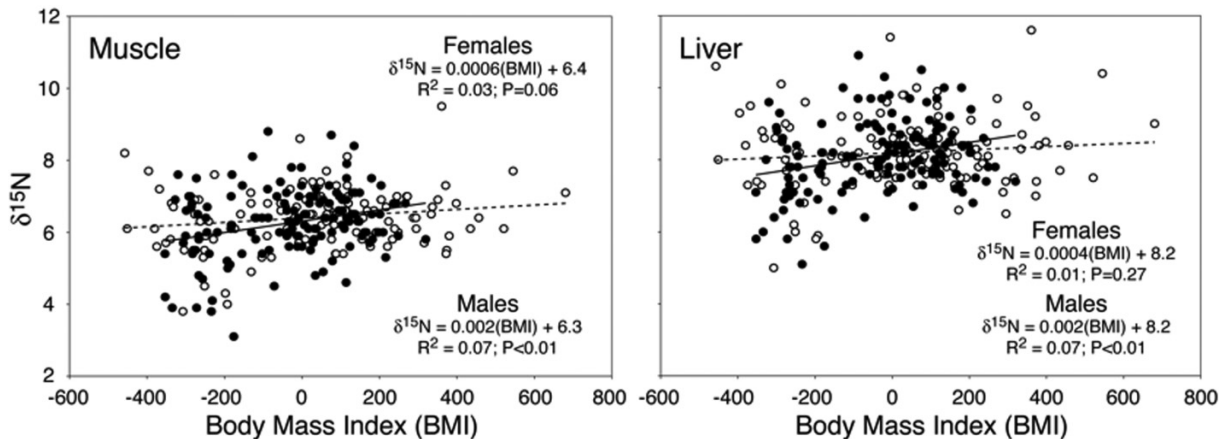 12
10
8
6
4
2
δ¹⁵N
Muscle
Females
δ¹⁵N = 0.0006(BMI) + 6.4
R² = 0.03; P=0.06
Males
δ¹⁵N = 0.002(BMI) + 6.3
R² = 0.07; P<0.01
-600 -400 -200 0 200 400 600 800
Body Mass Index (BMI)
Liver
Females
δ¹⁵N = 0.0004(BMI) + 8.2
R² = 0.01; P=0.27
Males
δ¹⁵N = 0.002(BMI) + 8.2
R² = 0.07; P<0.01
-600 -400 -200 0 200 400 600 800
Body Mass Index (BMI)